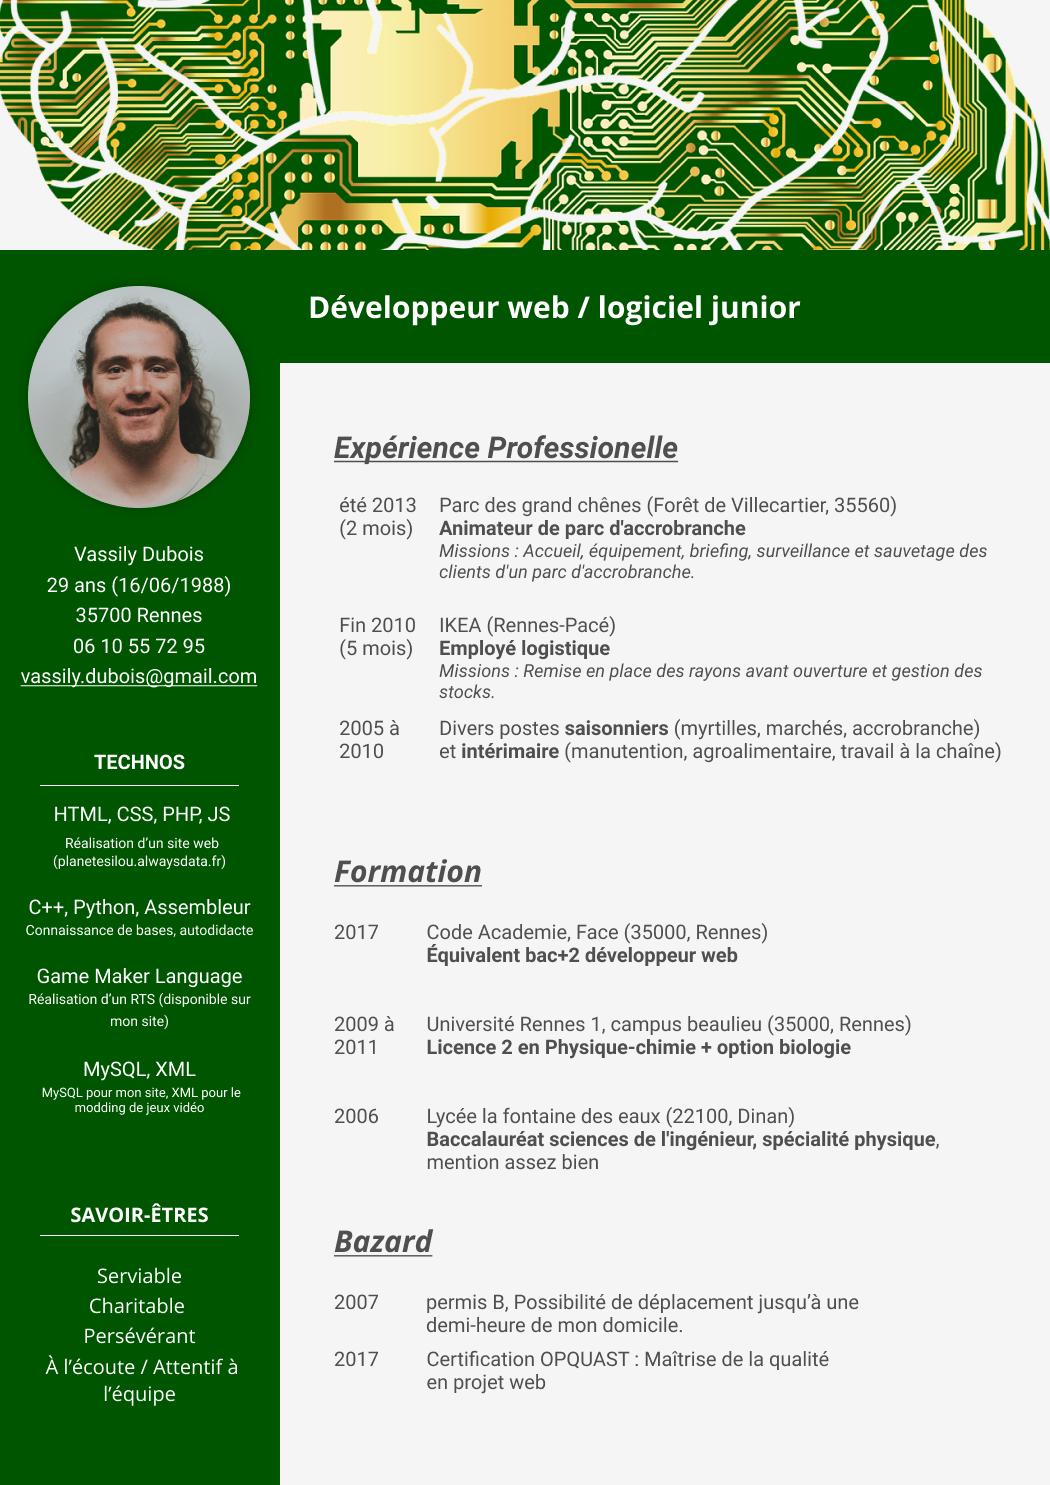 Développeur web / logiciel junior
Vassily Dubois
29 ans (16/06/1988)
35700 Rennes
06 10 55 72 95
vassily.dubois@gmail.com
TECHNOS
HTML, CSS, PHP, JS
Réalisation d’un site web
(planetesilou.alwaysdata.fr)
C++, Python, Assembleur
Connaissance de bases, autodidacte
Game Maker Language
Réalisation d’un RTS (disponible sur
mon site)
MySQL, XML
MySQL pour mon site, XML pour le
modding de jeux vidéo
SAVOIR-ÊTRES
Serviable
Charitable
Persévérant
À l’écoute / Attentif à
l’équipe
Expérience Professionelle
été 2013 Parc des grand chênes (Forêt de Villecartier, 35560)
(2 mois) Animateur de parc d'accrobranche
Missions : Accueil, équipement, briefing, surveillance et sauvetage des
clients d'un parc d'accrobranche.
Fin 2010 IKEA (Rennes-Pacé)
(5 mois) Employé logistique
Missions : Remise en place des rayons avant ouverture et gestion des
stocks.
2005 à Divers postes saisonniers (myrtilles, marchés, accrobranche)
2010 et intérimaire (manutention, agroalimentaire, travail à la chaîne)
Formation
2017 Code Academie, Face (35000, Rennes)
Équivalent bac+2 développeur web
2009 à Université Rennes 1, campus beaulieu (35000, Rennes)
2011 Licence 2 en Physique-chimie + option biologie
2006 Lycée la fontaine des eaux (22100, Dinan)
Baccalauréat sciences de l'ingénieur, spécialité physique,
mention assez bien
Bazard
2007 permis B, Possibilité de déplacement jusqu’à une
demi-heure de mon domicile.
2017 Certification OPQUAST : Maîtrise de la qualité
en projet web